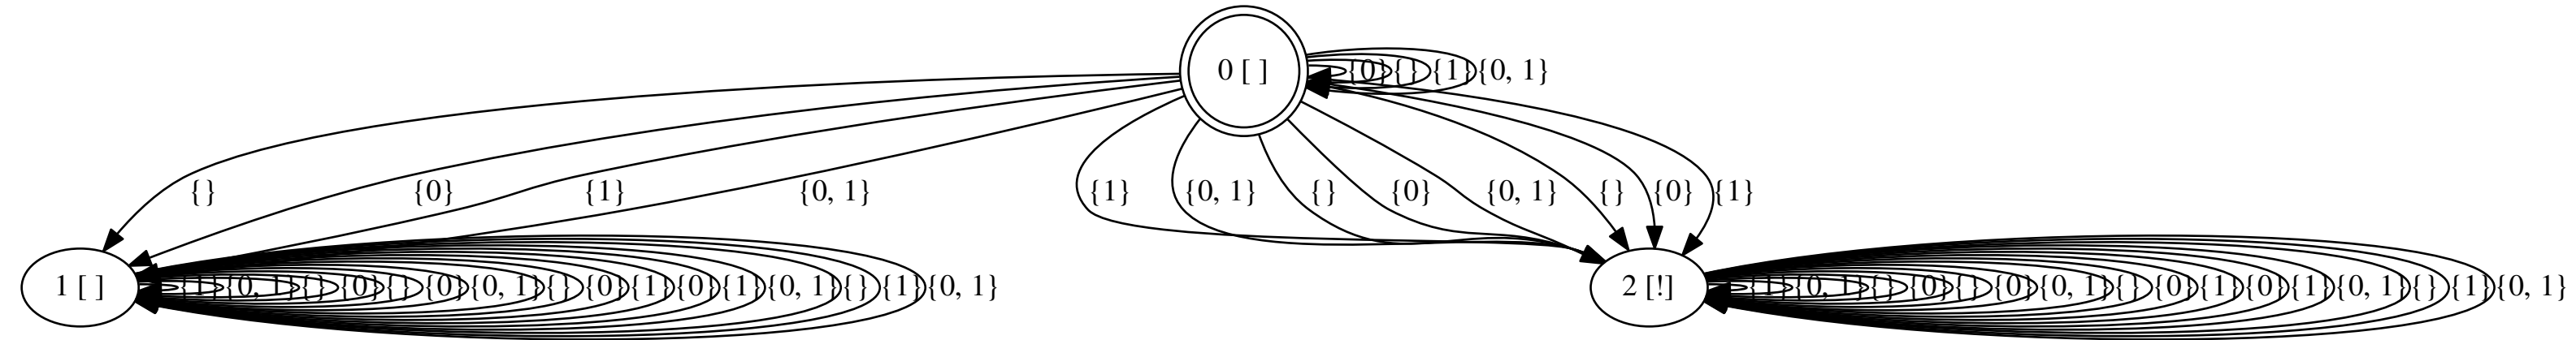 0 [ ] {0} {} {1} {0, 1}
{} {0} {1} {0, 1} {1} {0, 1} {} {0} {0, 1} {} {0} {1}
1 [ ] {1} {0, 1} {} {0} {} {0} {0, 1} {} {0} {1} {0} {1} {0, 1} {} {1} {0, 1} 2 [!] {1} {0, 1} {} {0} {} {0} {0, 1} {} {0} {1} {0} {1} {0, 1} {} {1} {0, 1}